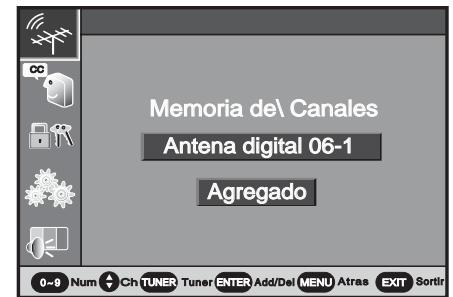 CC
Memoria de\ Canales
Antena digital 06-1
Agregado
0~9 Num Ch TUNER Tuner ENTER Add/Del MENU Atras EXIT Sortir